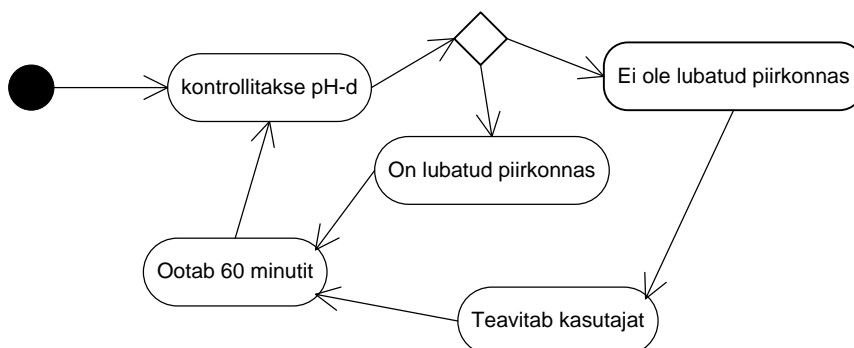 kontrollitakse pH-d
Ei ole lubatud piirkonnas
On lubatud piirkonnas
Ootab 60 minutit
Teavitab kasutajat